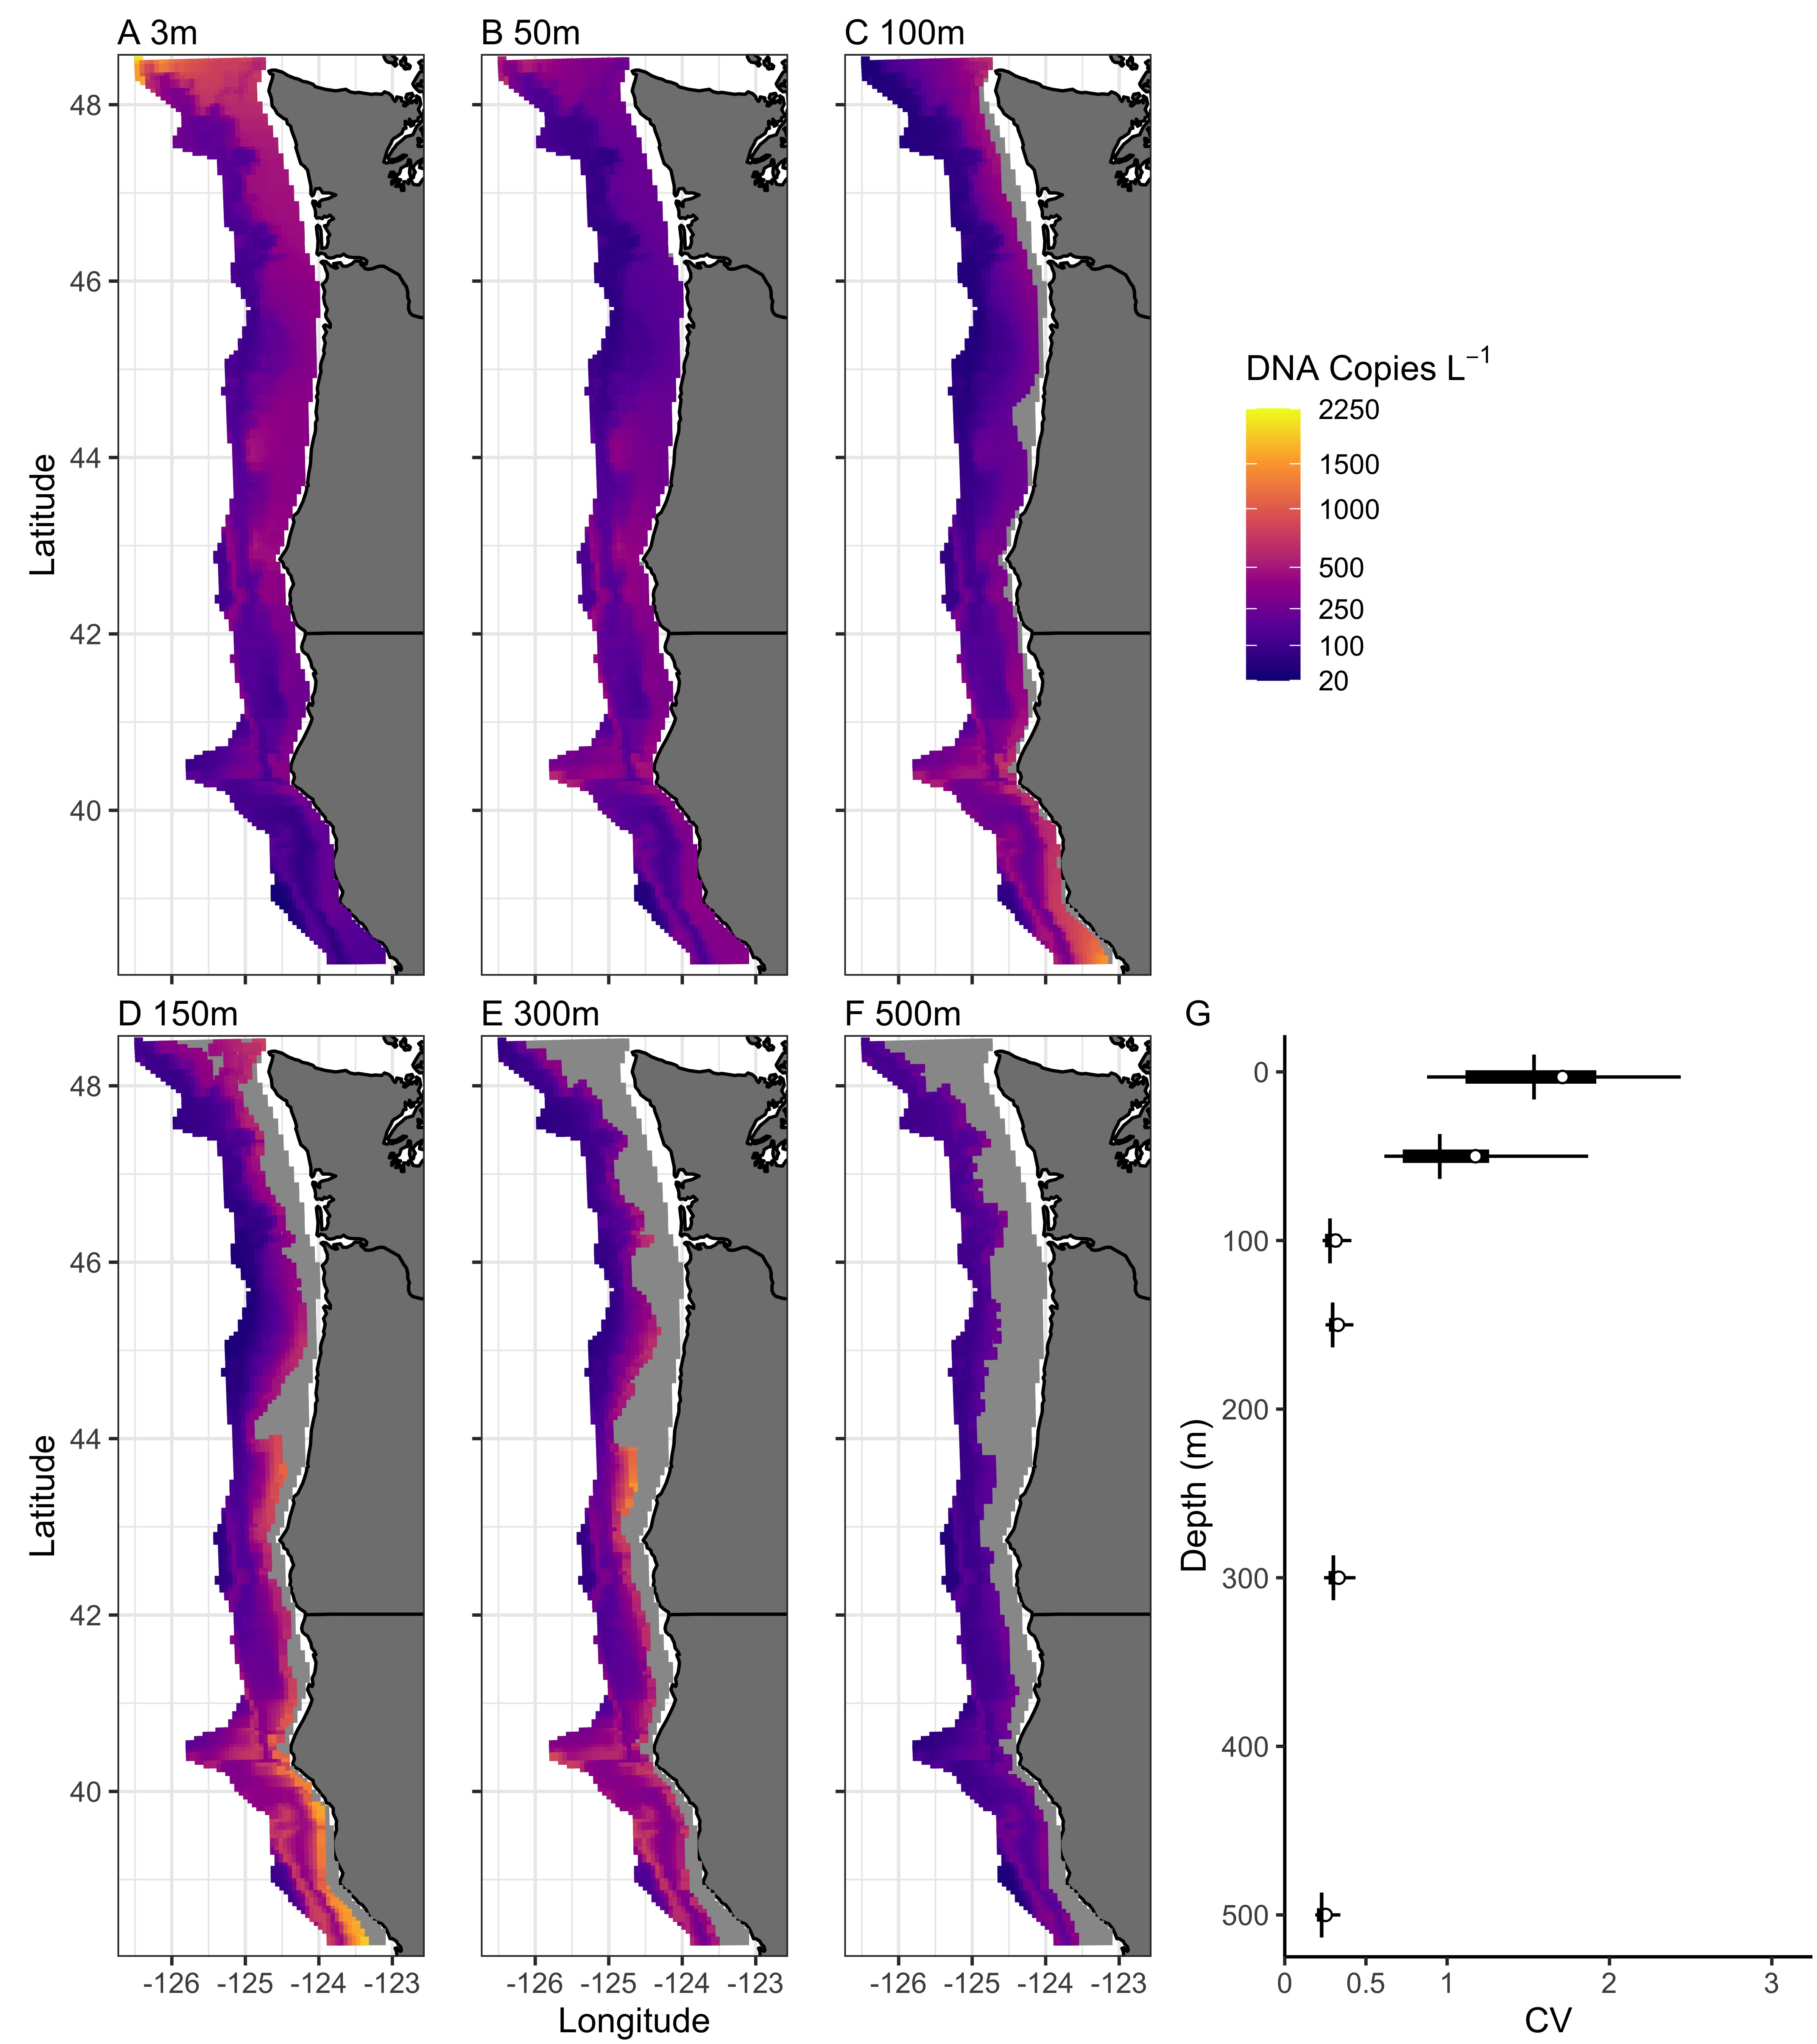 A 3m
B 50m
C 100m
48
46
44
42
40
Latitude
DNA Copies L⁻¹
2250
1500
1000
500
250
100
20
D 150m
E 300m
F 500m
G
48
46
44
42
40
Latitude
-126 -125 -124 -123
-126 -125 -124 -123
-126 -125 -124 -123
Longitude
0
100
200
300
400
500
Depth (m)
0 0.5 1 2 3
CV